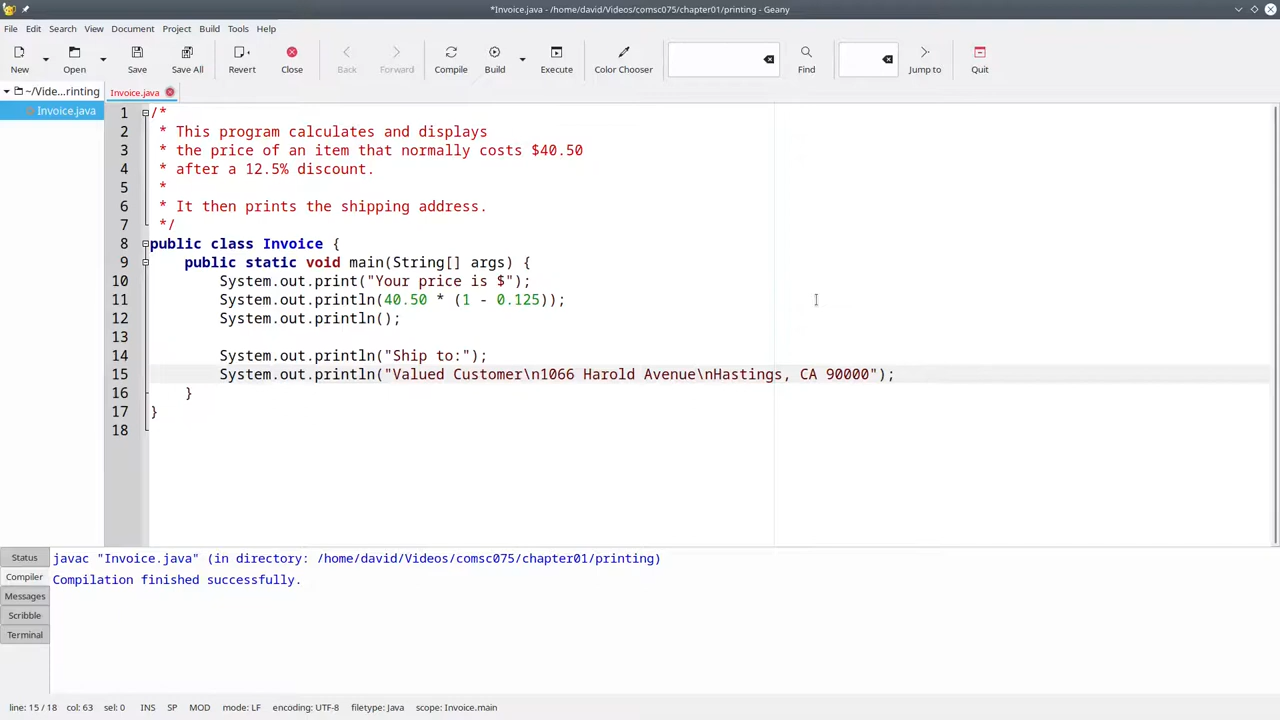 *Invoice.java - /home/david/Videos/comsc075/chapter01/printing - Geany
File Edit Search View Document Project Build Tools Help
New Open Save Save All Revert Close Back Forward Compile Build Execute Color Chooser Find Jump to Quit
~/Vide...rinting
Invoice.java
Invoice.java
1 /*
2 * This program calculates and displays
3 * the price of an item that normally costs $40.50
4 * after a 12.5% discount.
5 *
6 * It then prints the shipping address.
7 */
8 public class Invoice {
9 public static void main(String[] args) {
10 System.out.print("Your price is $");
11 System.out.println(40.50 * (1 - 0.125));
12 System.out.println();
13
14 System.out.println("Ship to:");
15 System.out.println("Valued Customer\n1066 Harold Avenue\nHastings, CA 90000");
16 }
17 }
18
Status
Compiler
Messages
Scribble
Terminal
javac "Invoice.java" (in directory: /home/david/Videos/comsc075/chapter01/printing)
Compilation finished successfully.
line: 15 / 18 col: 63 sel: 0 INS SP MOD mode: LF encoding: UTF-8 filetype: Java scope: Invoice.main